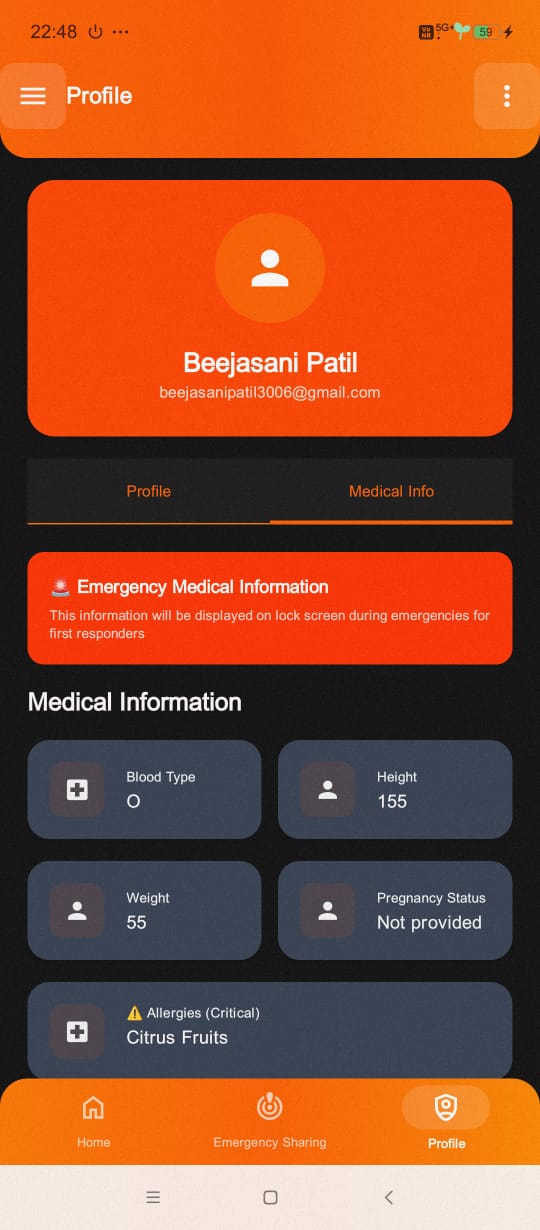 22:48
Vo NR 5G+ 59
Profile
Beejasani Patil
beejasanipatil3006@gmail.com
Profile Medical Info
🚨 Emergency Medical Information
This information will be displayed on lock screen during emergencies for
first responders
Medical Information
Blood Type
O
Height
155
Weight
55
Pregnancy Status
Not provided
⚠️ Allergies (Critical)
Citrus Fruits
Home Emergency Sharing Profile